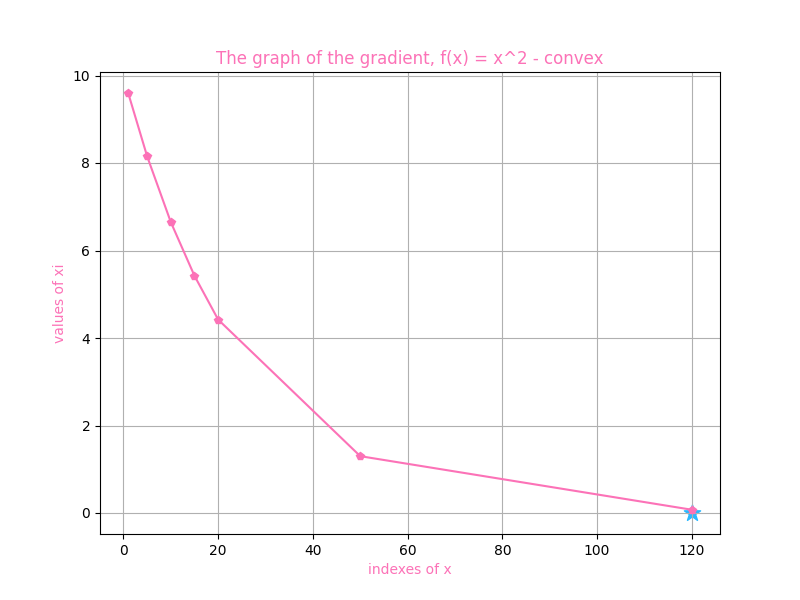 The graph of the gradient, f(x) = x^2 - convex
10
8
6
4
2
0
values of xi
0 20 40 60 80 100 120
indexes of x